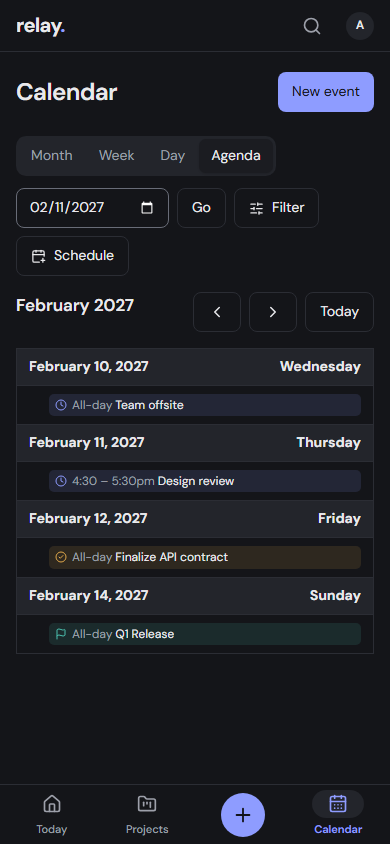 relay.
A
Calendar
New event
Month Week Day Agenda
02/11/2027
Go
Filter
Schedule
February 2027
Today
February 10, 2027 Wednesday
All-day Team offsite
February 11, 2027 Thursday
4:30 – 5:30pm Design review
February 12, 2027 Friday
All-day Finalize API contract
February 14, 2027 Sunday
All-day Q1 Release
Today Projects Calendar